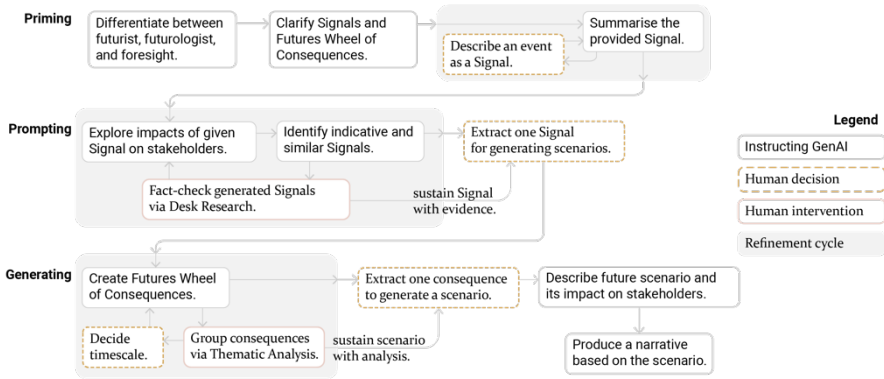 Priming
Differentiate between
futurist, futurologist,
and foresight.
Clarify Signals and
Futures Wheel of
Consequences.
Describe an event
as a Signal.
Summarise the
provided Signal.
Prompting
Explore impacts of given
Signal on stakeholders.
Identify indicative and
similar Signals.
Extract one Signal
for generating scenarios.
Fact-check generated Signals
via Desk Research.
sustain Signal
with evidence.
Legend
Instructing GenAI
Human decision
Human intervention
Refinement cycle
Generating
Create Futures Wheel
of Consequences.
Extract one consequence
to generate a scenario.
Describe future scenario and
its impact on stakeholders.
Decide
timescale.
Group consequences
via Thematic Analysis.
sustain scenario
with analysis.
Produce a narrative
based on the scenario.